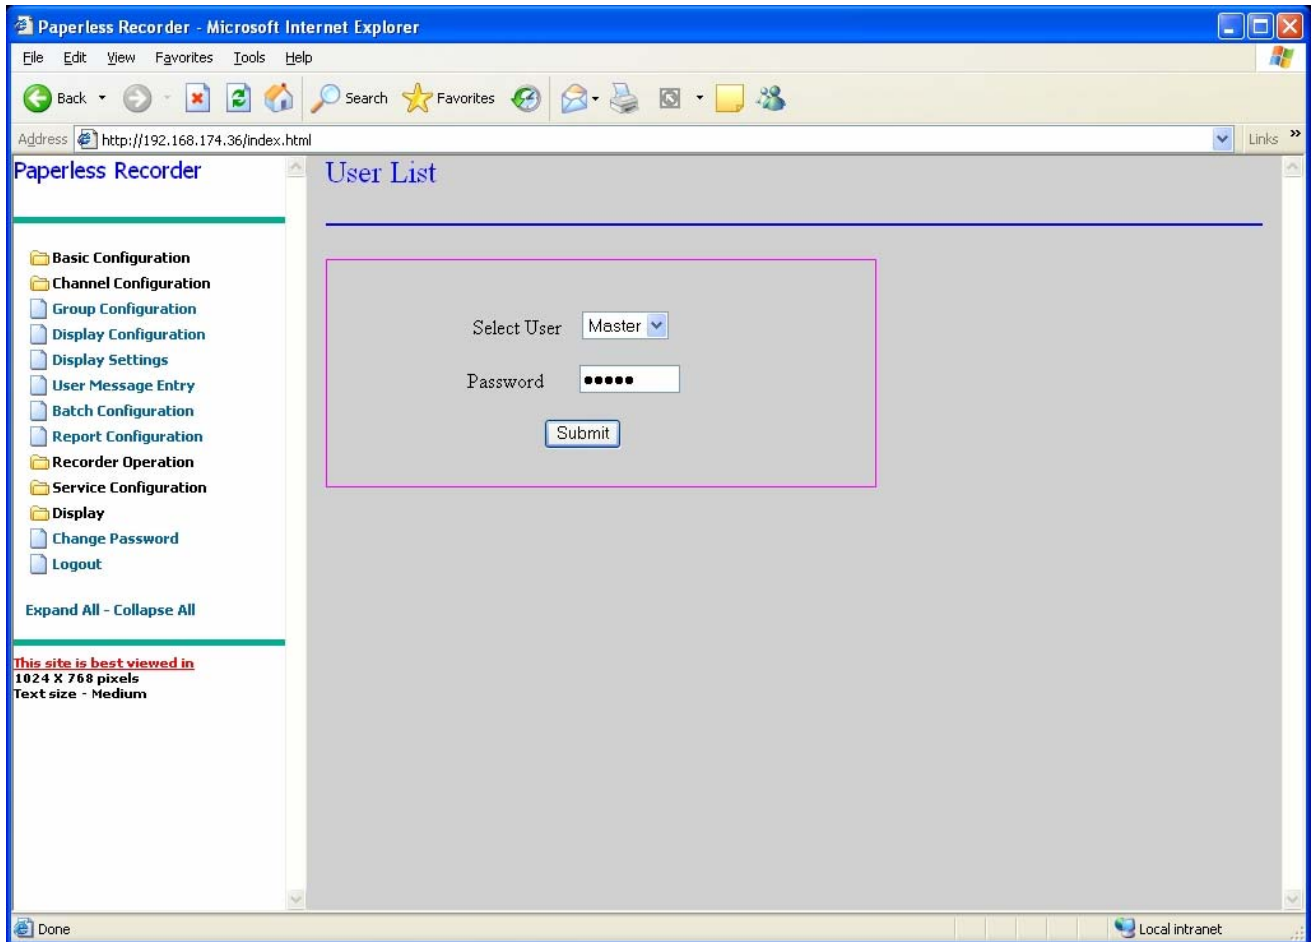 Paperless Recorder - Microsoft Internet Explorer
File Edit View Favorites Tools Help
Back Search Favorites
Address http://192.168.174.36/index.html Links »
Paperless Recorder
Basic Configuration
Channel Configuration
Group Configuration
Display Configuration
Display Settings
User Message Entry
Batch Configuration
Report Configuration
Recorder Operation
Service Configuration
Display
Change Password
Logout
Expand All - Collapse All
This site is best viewed in
1024 X 768 pixels
Text size - Medium
User List
Select User Master
Password •••••
Submit
Done Local intranet